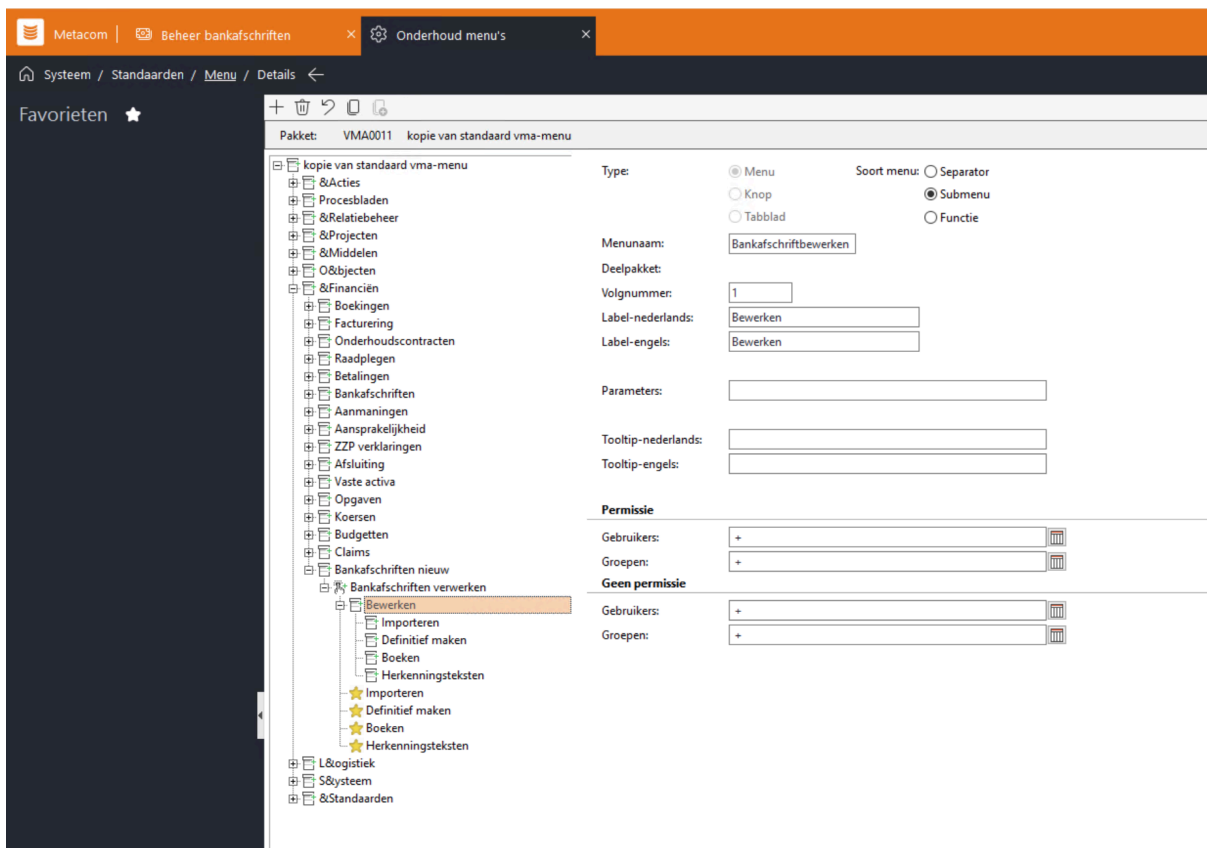 Metacom | Beheer bankafschriften × Onderhoud menu's ×
Systeem / Standaarden / Menu / Details
Favorieten
Pakket: VMA0011 kopie van standaard vma-menu
kopie van standaard vma-menu
&Acties
Procesbladen
&Relatiebeheer
&Projecten
&Middelen
O&bjecten
&Financiën
Boekingen
Facturering
Onderhoudscontracten
Raadplegen
Betalingen
Bankafschriften
Aanmaningen
Aansprakelijkheid
ZZP verklaringen
Afsluiting
Vaste activa
Opgaven
Koersen
Budgetten
Claims
Bankafschriften nieuw
Bankafschriften verwerken
Bewerken
Importeren
Definitief maken
Boeken
Herkenningsteksten
Importeren
Definitief maken
Boeken
Herkenningsteksten
L&ogistiek
S&ysteem
&Standaarden
Type: Menu Soort menu: Separator
Knop Submenu
Tabblad Functie
Menunaam: Bankafschriftbewerken
Deelpakket:
Volgnummer: 1
Label-nederlands: Bewerken
Label-engels: Bewerken
Parameters:
Tooltip-nederlands:
Tooltip-engels:
Permissie
Gebruikers: +
Groepen: +
Geen permissie
Gebruikers: +
Groepen: +